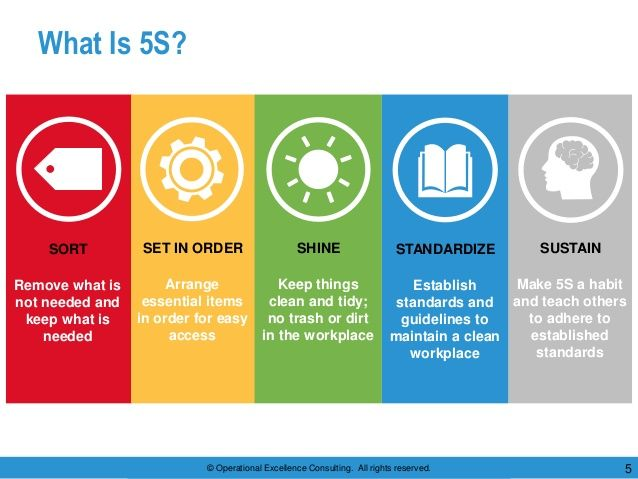 What Is 5S?
SORT
Remove what is
not needed and
keep what is
needed
SET IN ORDER
Arrange
essential items
in order for easy
access
SHINE
Keep things
clean and tidy;
no trash or dirt
in the workplace
STANDARDIZE
Establish
standards and
guidelines to
maintain a clean
workplace
SUSTAIN
Make 5S a habit
and teach others
to adhere to
established
standards
© Operational Excellence Consulting. All rights reserved.
5